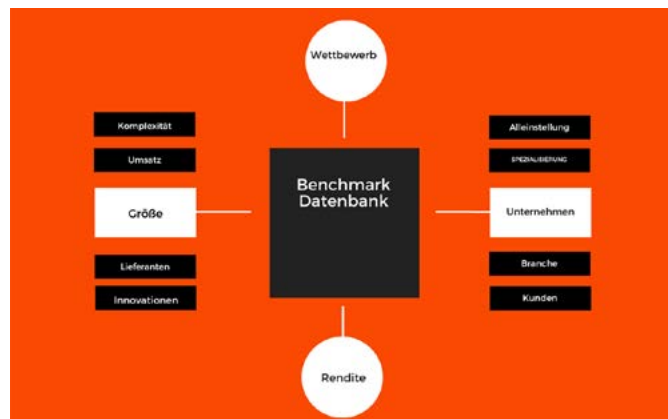 Wettbewerb
Komplexität
Umsatz
Größe
Lieferanten
Innovationen
Benchmark
Datenbank
Alleinstellung
SPEZIALISIERUNG
Unternehmen
Branche
Kunden
Rendite